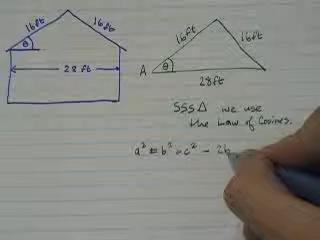 16ft 16ft
θ
28 ft
16ft 16ft
A θ
28ft
SSS△ we use
the Law of Cosines.
a² = b² + c² - 2b